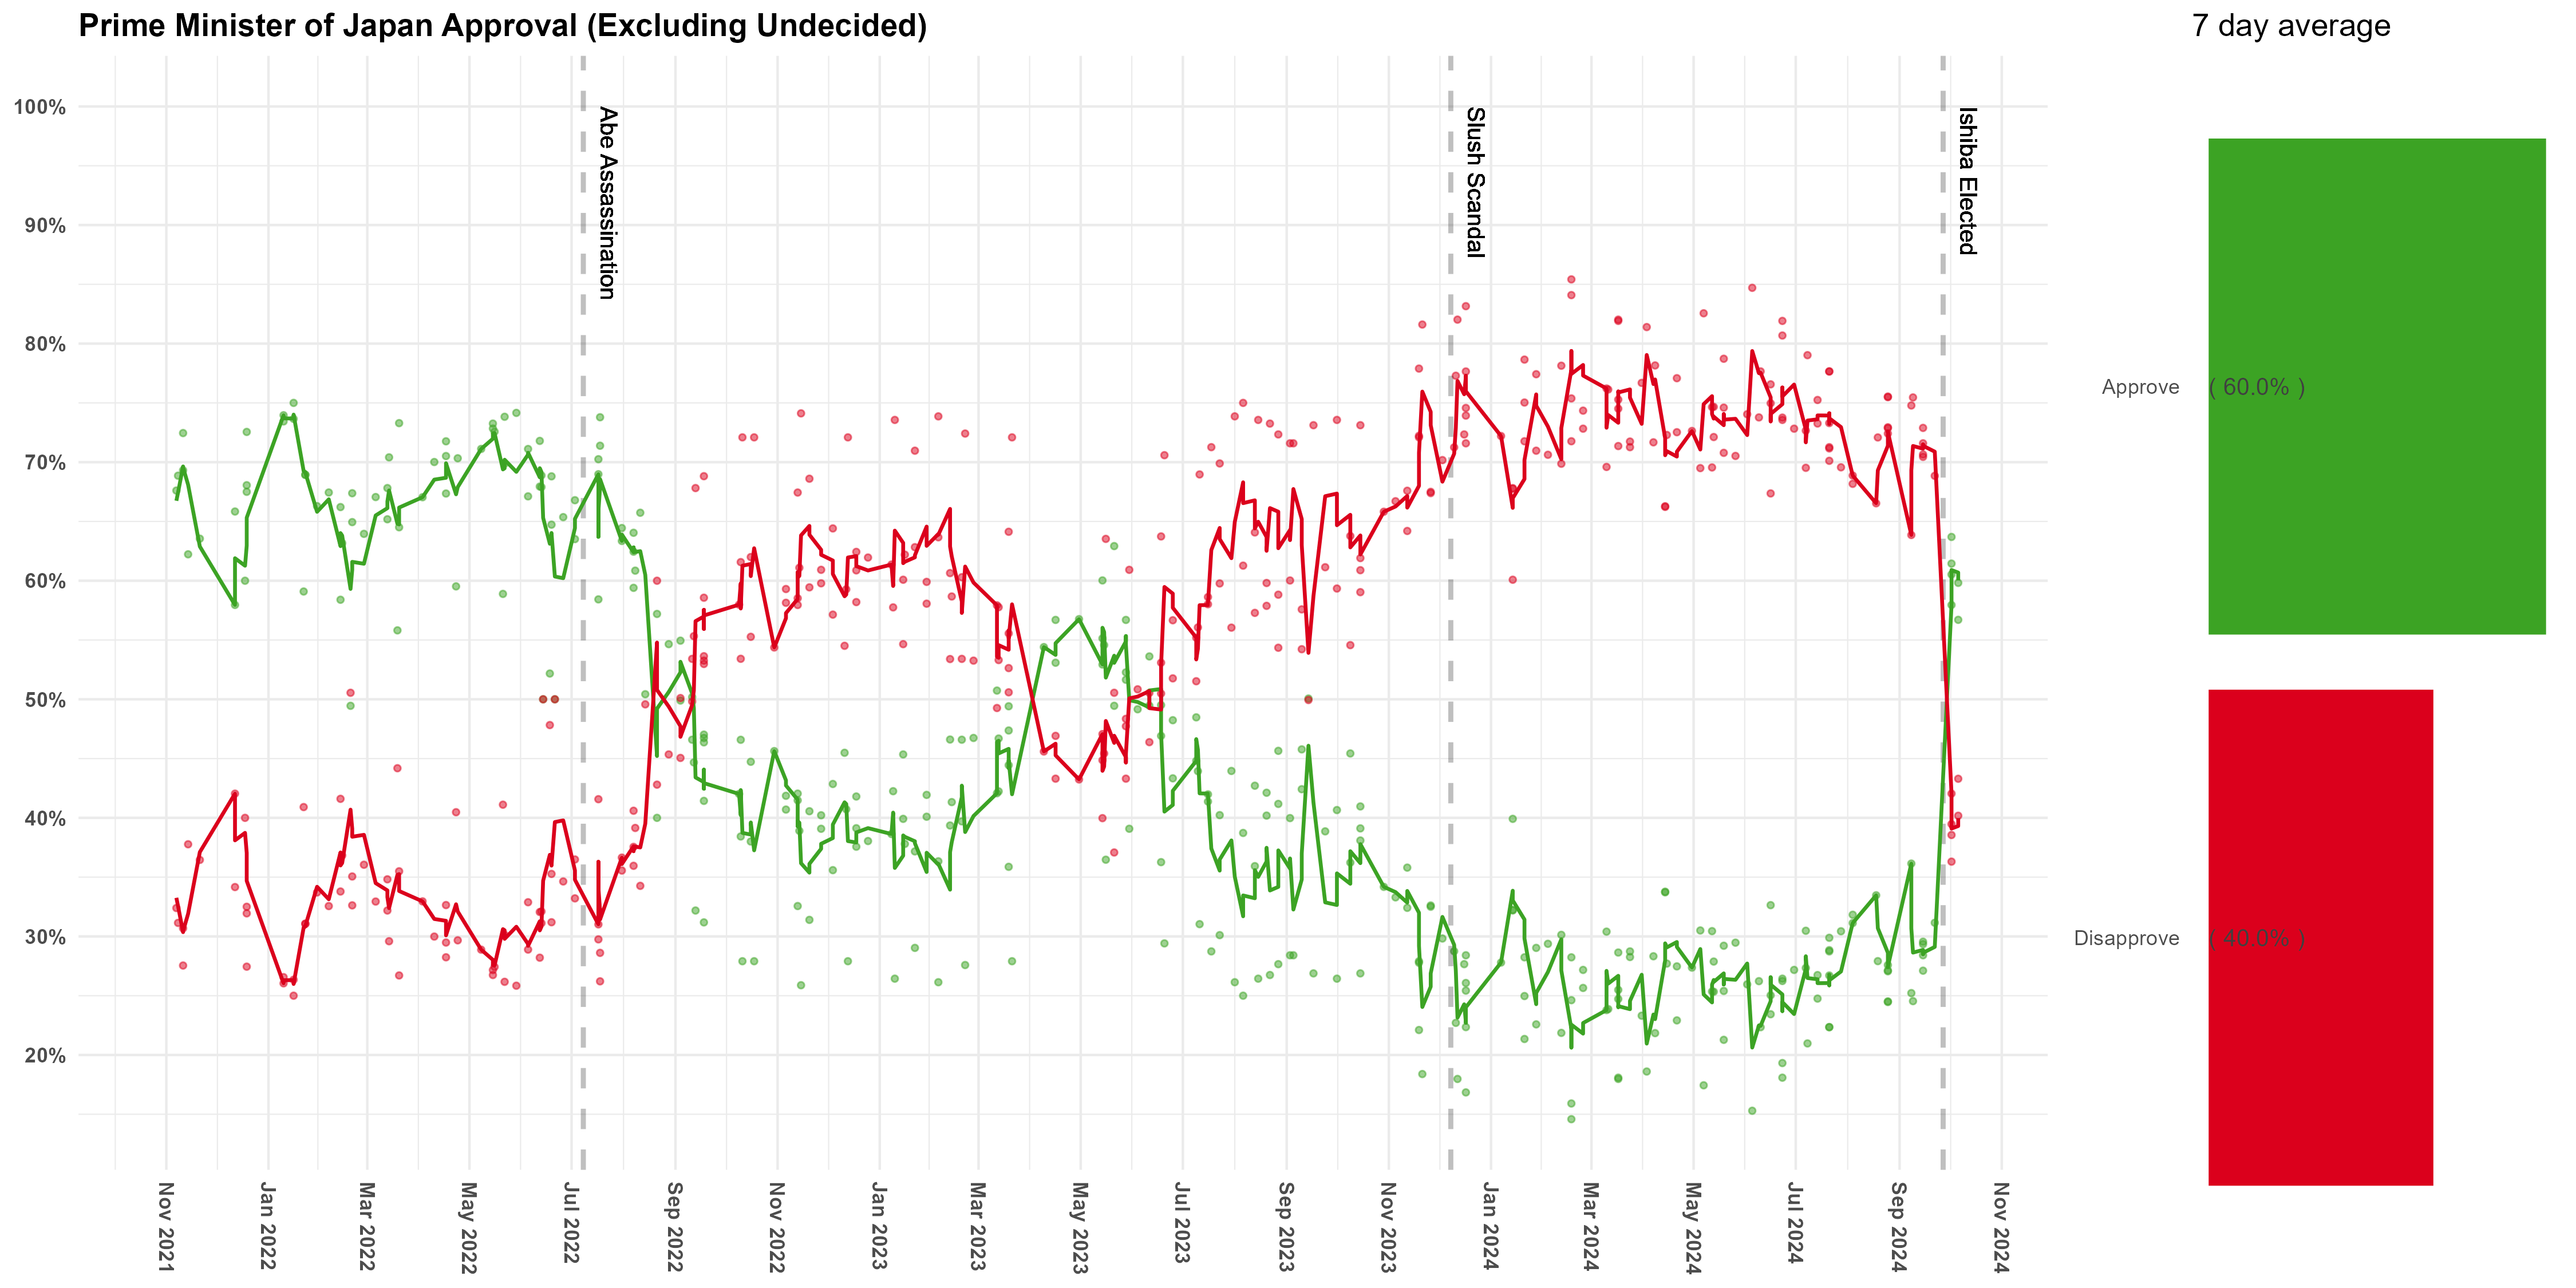 Prime Minister of Japan Approval (Excluding Undecided)
7 day average
100%
90%
80%
70%
60%
50%
40%
30%
20%
Abe Assassination
Slush Scandal
Ishiba Elected
Nov 2021
Jan 2022
Mar 2022
May 2022
Jul 2022
Sep 2022
Nov 2022
Jan 2023
Mar 2023
May 2023
Jul 2023
Sep 2023
Nov 2023
Jan 2024
Mar 2024
May 2024
Jul 2024
Sep 2024
Nov 2024
Approve ( 60.0% )
Disapprove ( 40.0% )